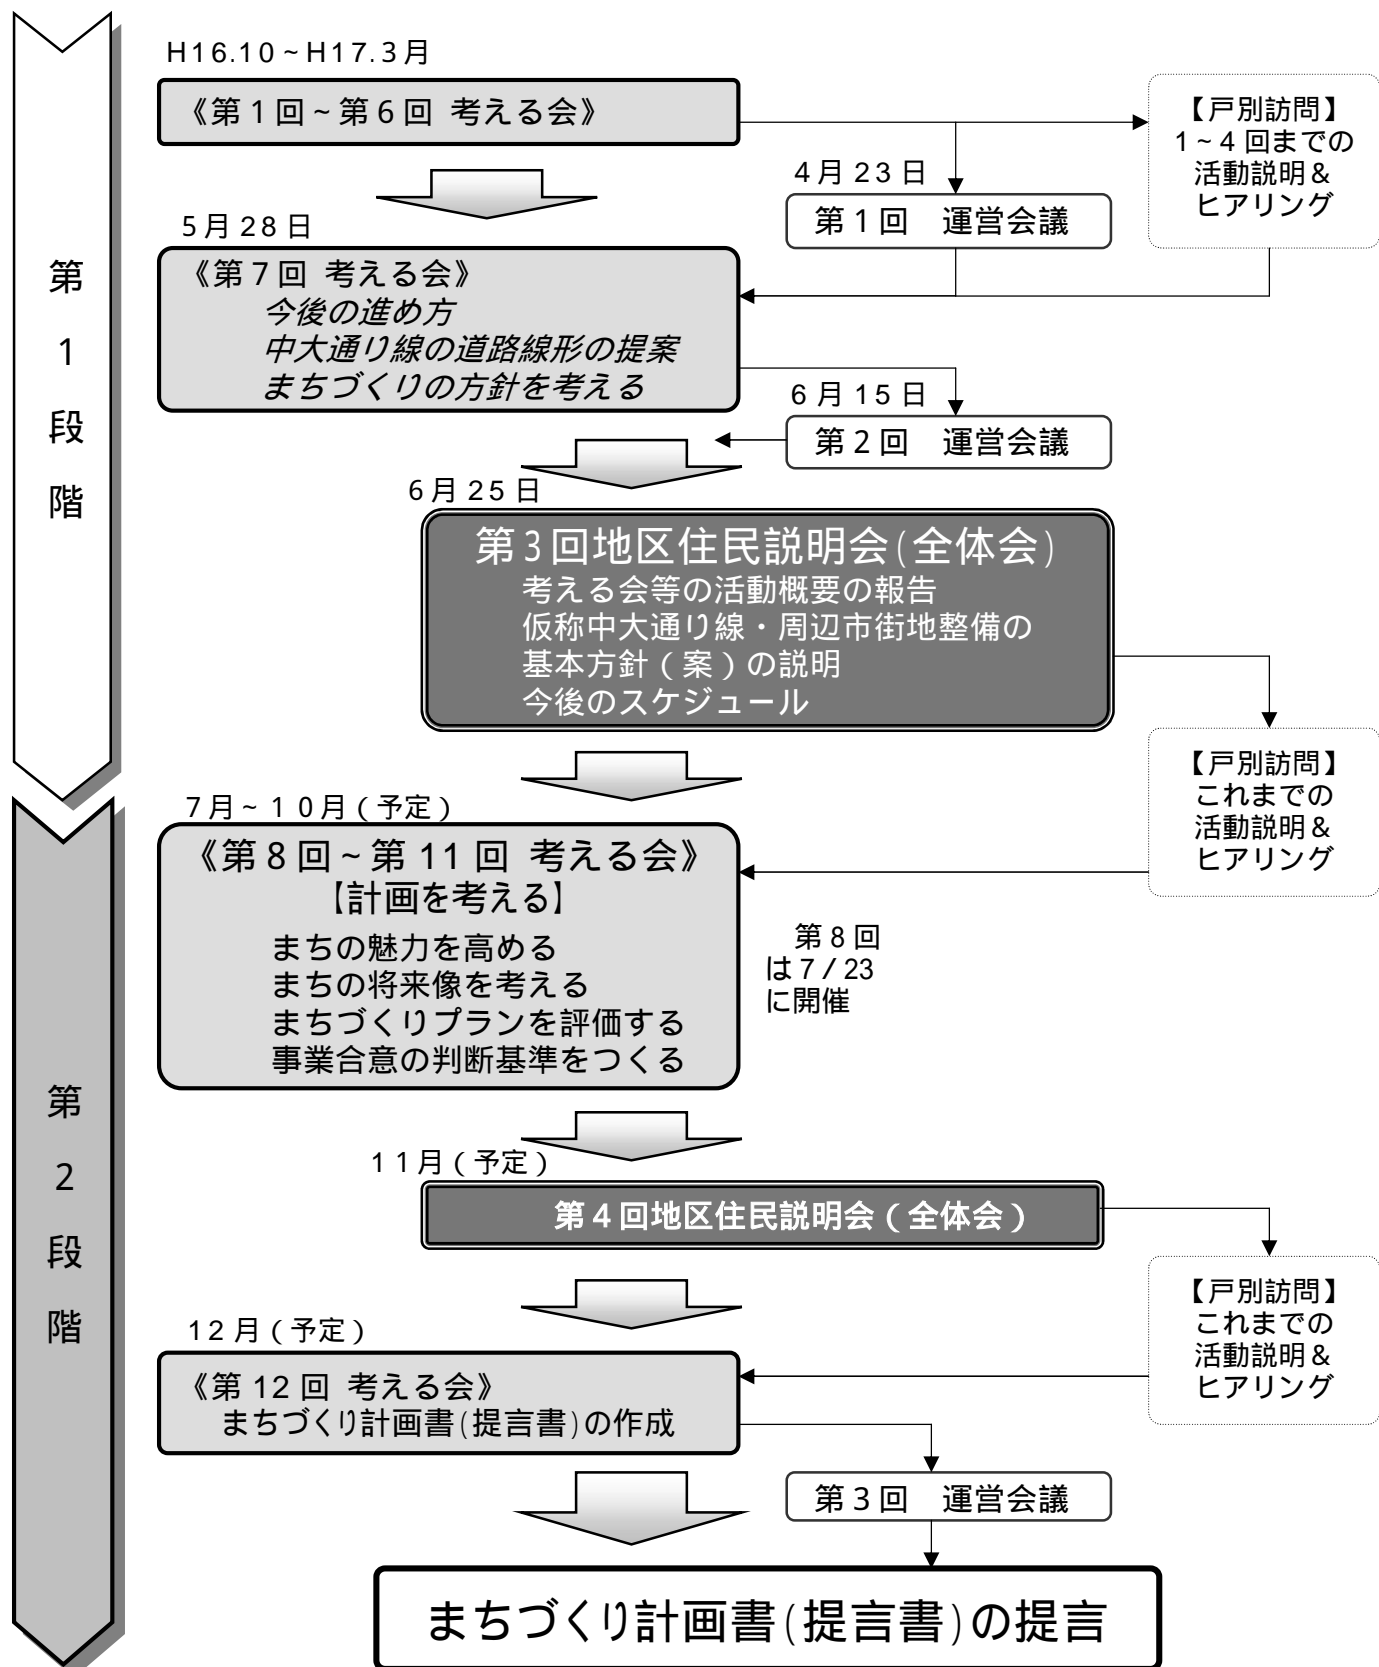 第1段階
H16.10~H17.3月
《第1回~第6回 考える会》
【戸別訪問】
1~4回までの
活動説明&
ヒアリング
4月23日
第1回 運営会議
5月28日
《第7回 考える会》
今後の進め方
中大通り線の道路線形の提案
まちづくりの方針を考える
6月15日
第2回 運営会議
6月25日
第3回地区住民説明会(全体会)
考える会等の活動概要の報告
仮称中大通り線・周辺市街地整備の
基本方針(案)の説明
今後のスケジュール
【戸別訪問】
これまでの
活動説明&
ヒアリング
第2段階
7月~10月(予定)
《第8回~第11回 考える会》
【計画を考える】
まちの魅力を高める
まちの将来像を考える
まちづくりプランを評価する
事業合意の判断基準をつくる
第8回
は7/23
に開催
11月(予定)
第4回地区住民説明会(全体会)
【戸別訪問】
これまでの
活動説明&
ヒアリング
12月(予定)
《第12回 考える会》
まちづくり計画書(提言書)の作成
第3回 運営会議
まちづくり計画書(提言書)の提言